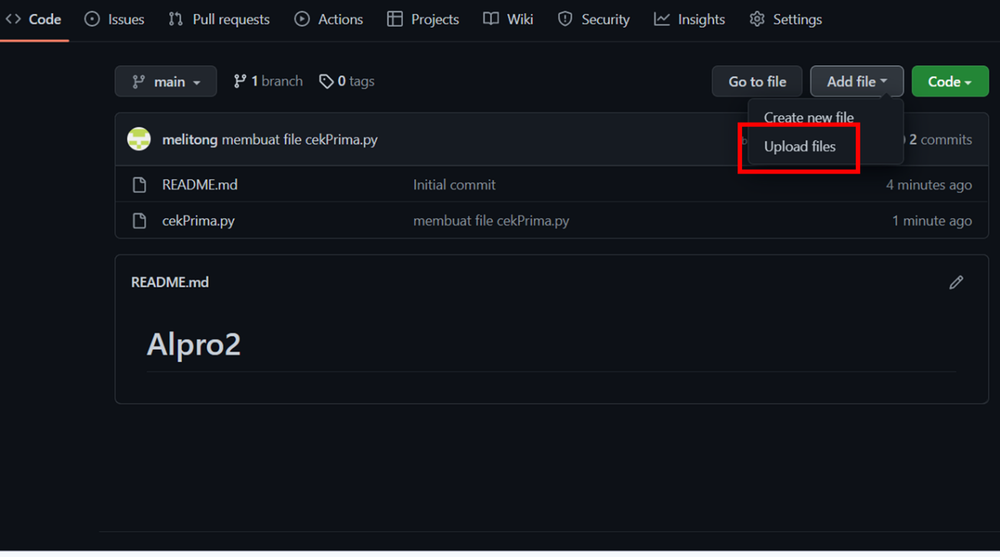 Code Issues Pull requests Actions Projects Wiki Security Insights Settings
main 1 branch 0 tags Go to file Add file Code
Create new file
melitong membuat file cekPrima.py 2 commits
Upload files
README.md Initial commit 4 minutes ago
cekPrima.py membuat file cekPrima.py 1 minute ago
README.md
Alpro2